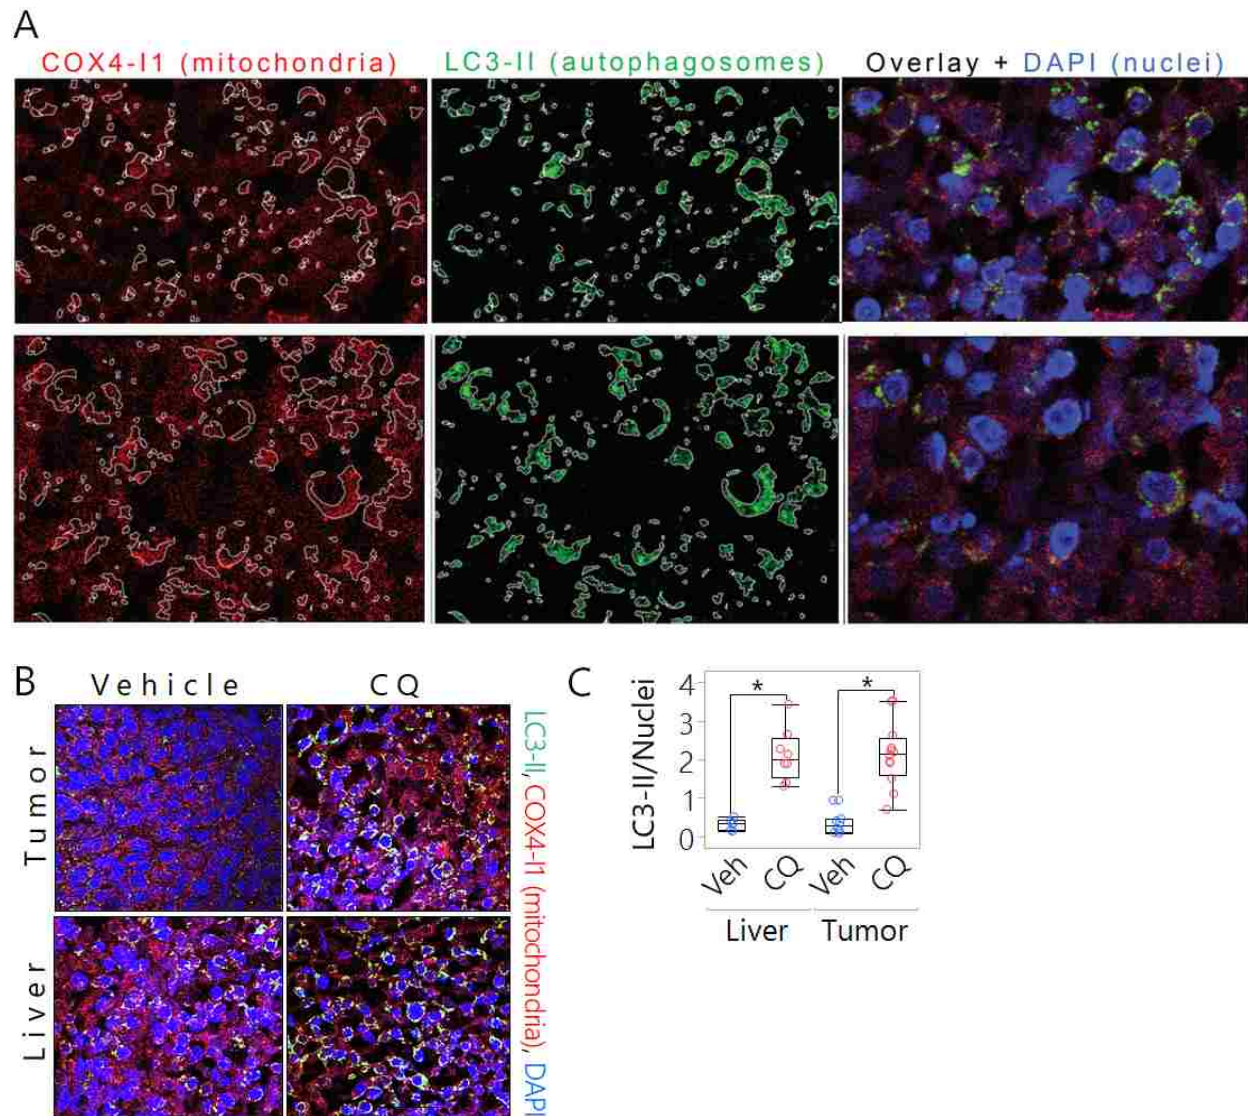 A
COX4-I1 (mitochondria)
LC3-II (autophagosomes)
Overlay + DAPI (nuclei)
B
Vehicle
CQ
Tumor
Liver
LC3-II, COX4-I1 (mitochondria), DAPI
C
LC3-II/Nuclei
4
3
2
1
0
*
*
Veh
CQ
Veh
CQ
Liver
Tumor